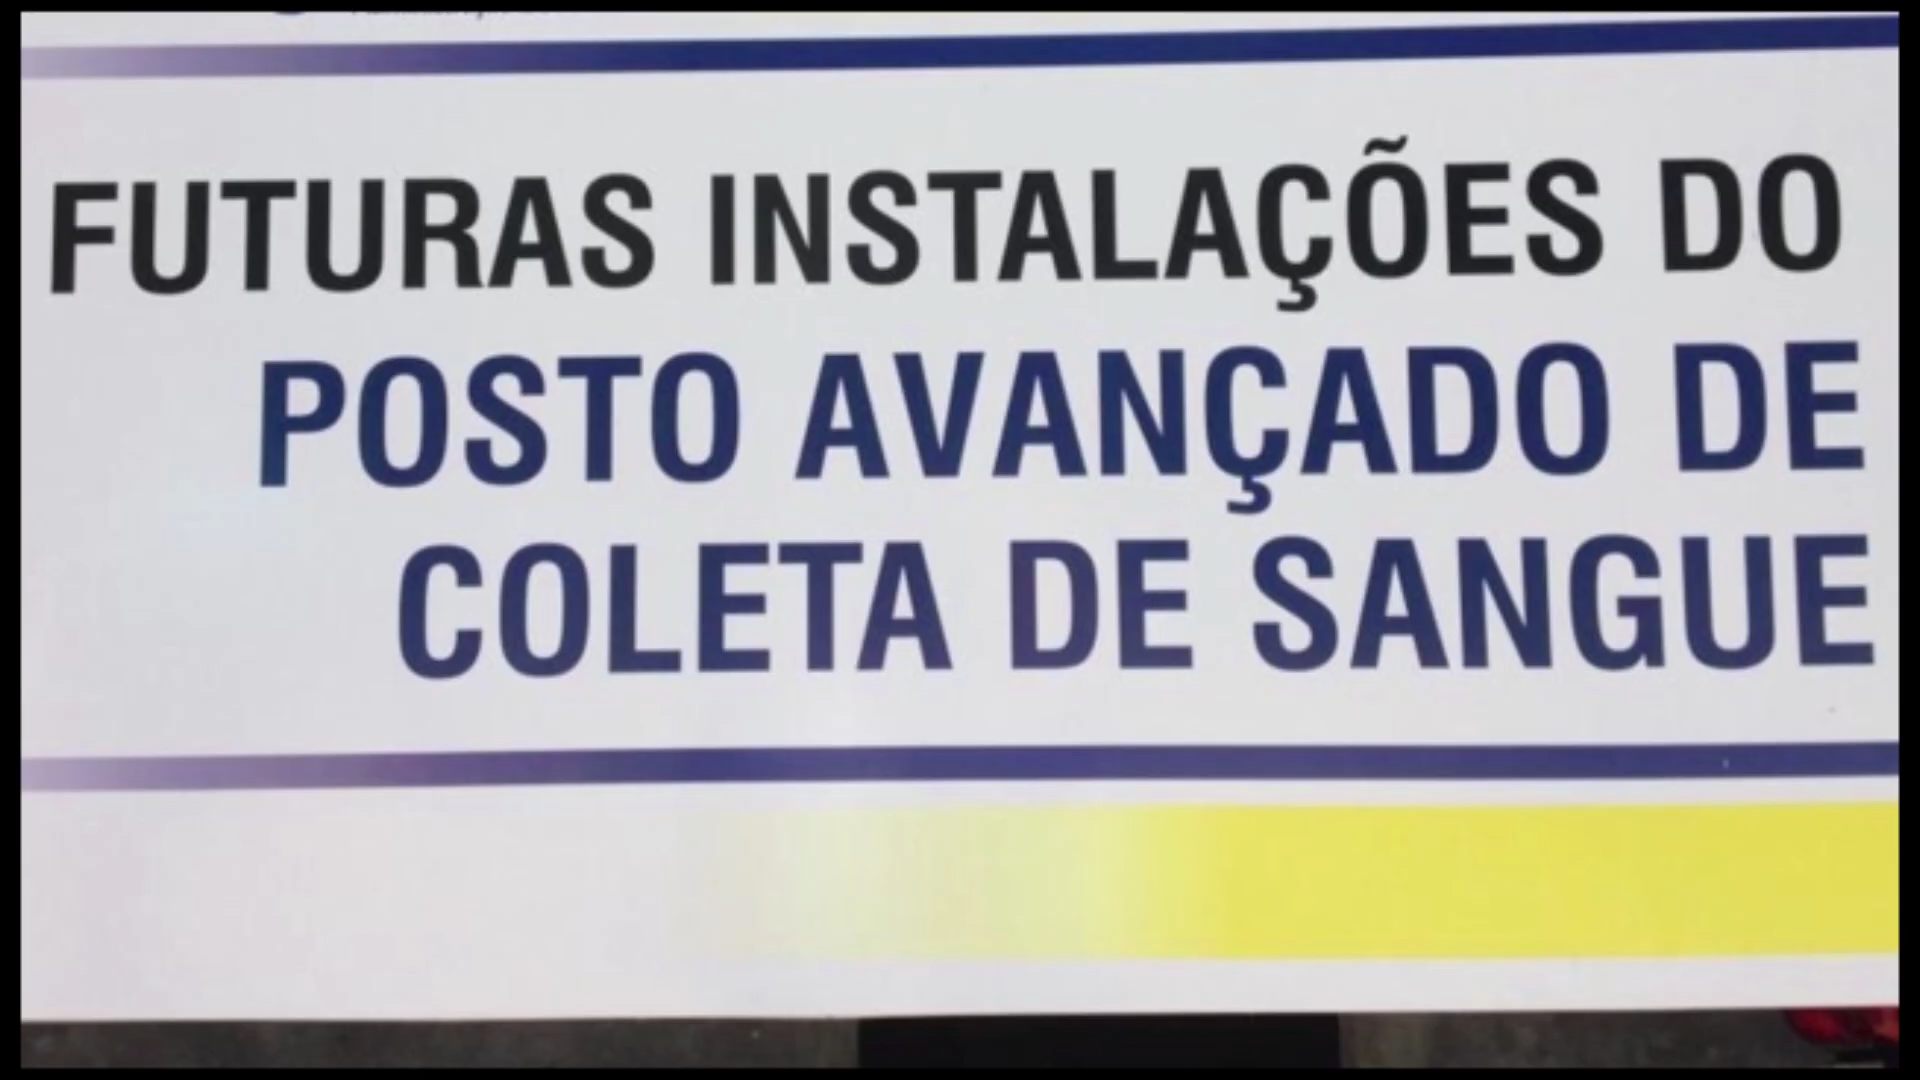 FUTURAS INSTALAÇÕES DO
POSTO AVANÇADO DE
COLETA DE SANGUE